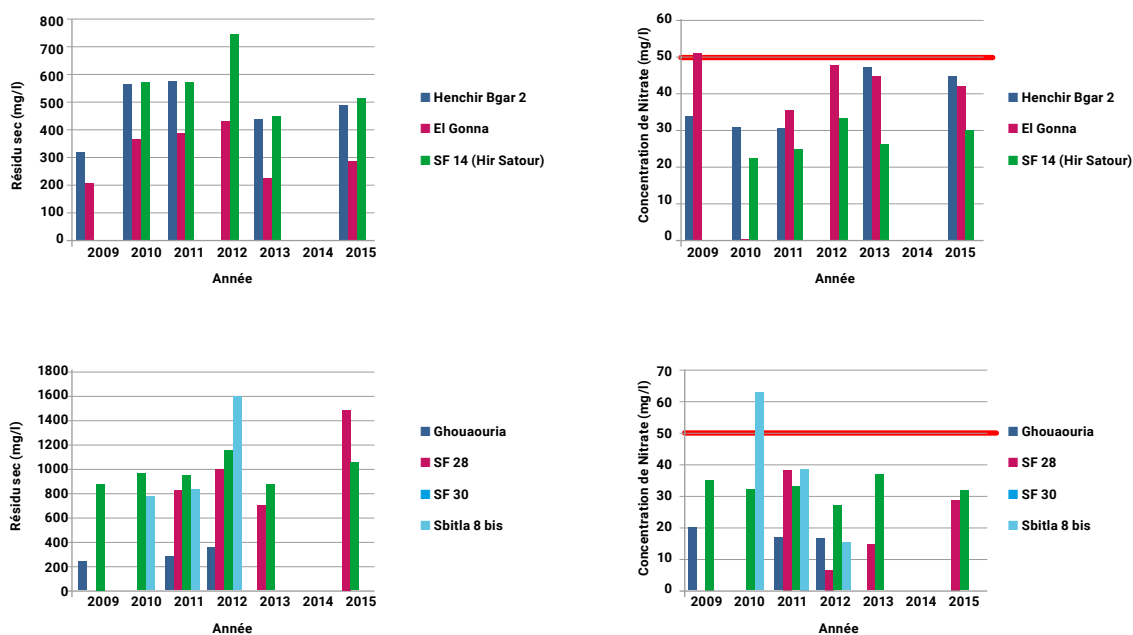 Résidu sec (mg/l)
800
700
600
500
400
300
200
100
0
2009 2010 2011 2012 2013 2014 2015
Année
Henchir Bgar 2
El Gonna
SF 14 (Hir Satour)
Concentration de Nitrate (mg/l)
60
50
40
30
20
10
0
2009 2010 2011 2012 2013 2014 2015
Année
Henchir Bgar 2
El Gonna
SF 14 (Hir Satour)
Résidu sec (mg/l)
1800
1600
1400
1200
1000
800
600
400
200
0
2009 2010 2011 2012 2013 2014 2015
Année
Ghouaouria
SF 28
SF 30
Sbitla 8 bis
Concentration de Nitrate (mg/l)
70
60
50
40
30
20
10
0
2009 2010 2011 2012 2013 2014 2015
Année
Ghouaouria
SF 28
SF 30
Sbitla 8 bis